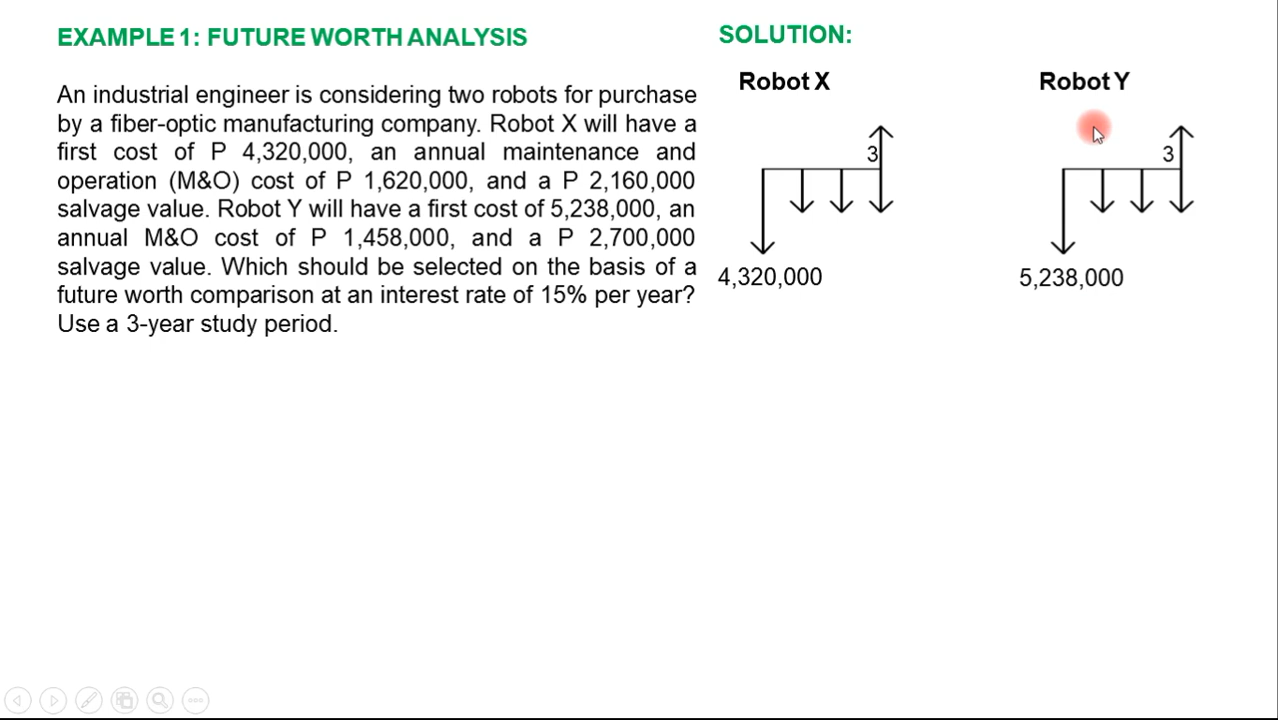 EXAMPLE 1: FUTURE WORTH ANALYSIS
An industrial engineer is considering two robots for purchase
by a fiber-optic manufacturing company. Robot X will have a
first cost of P 4,320,000, an annual maintenance and
operation (M&O) cost of P 1,620,000, and a P 2,160,000
salvage value. Robot Y will have a first cost of 5,238,000, an
annual M&O cost of P 1,458,000, and a P 2,700,000
salvage value. Which should be selected on the basis of a
future worth comparison at an interest rate of 15% per year?
Use a 3-year study period.
SOLUTION:
Robot X
3
4,320,000
Robot Y
3
5,238,000